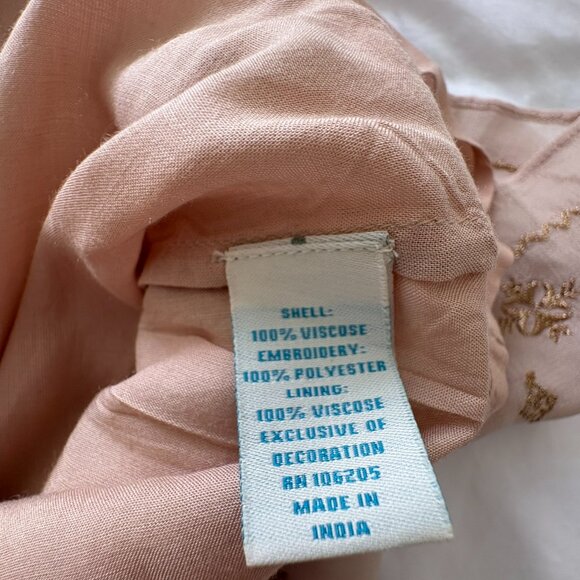 SHELL:
100% VISCOSE
EMBROIDERY:
100% POLYESTER
LINING:
100% VISCOSE
EXCLUSIVE OF
DECORATION
RN 106205
MADE IN
INDIA